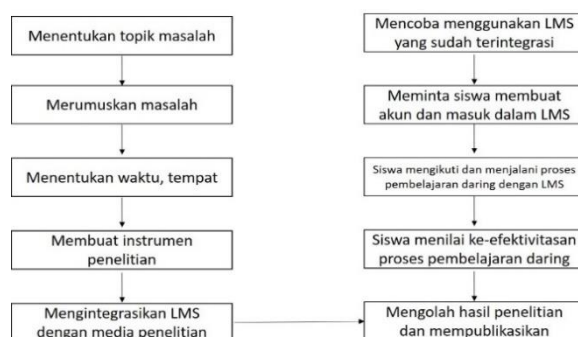 Menentukan topik masalah
Merumuskan masalah
Menentukan waktu, tempat
Membuat instrumen
penelitian
Mengintegrasikan LMS
dengan media penelitian
Mencoba menggunakan LMS
yang sudah terintegrasi
Meminta siswa membuat
akun dan masuk dalam LMS
Siswa mengikuti dan menjalani proses
pembelajaran daring dengan LMS
Siswa menilai ke-efektivitasan
proses pembelajaran daring
Mengolah hasil penelitian
dan mempublikasikan